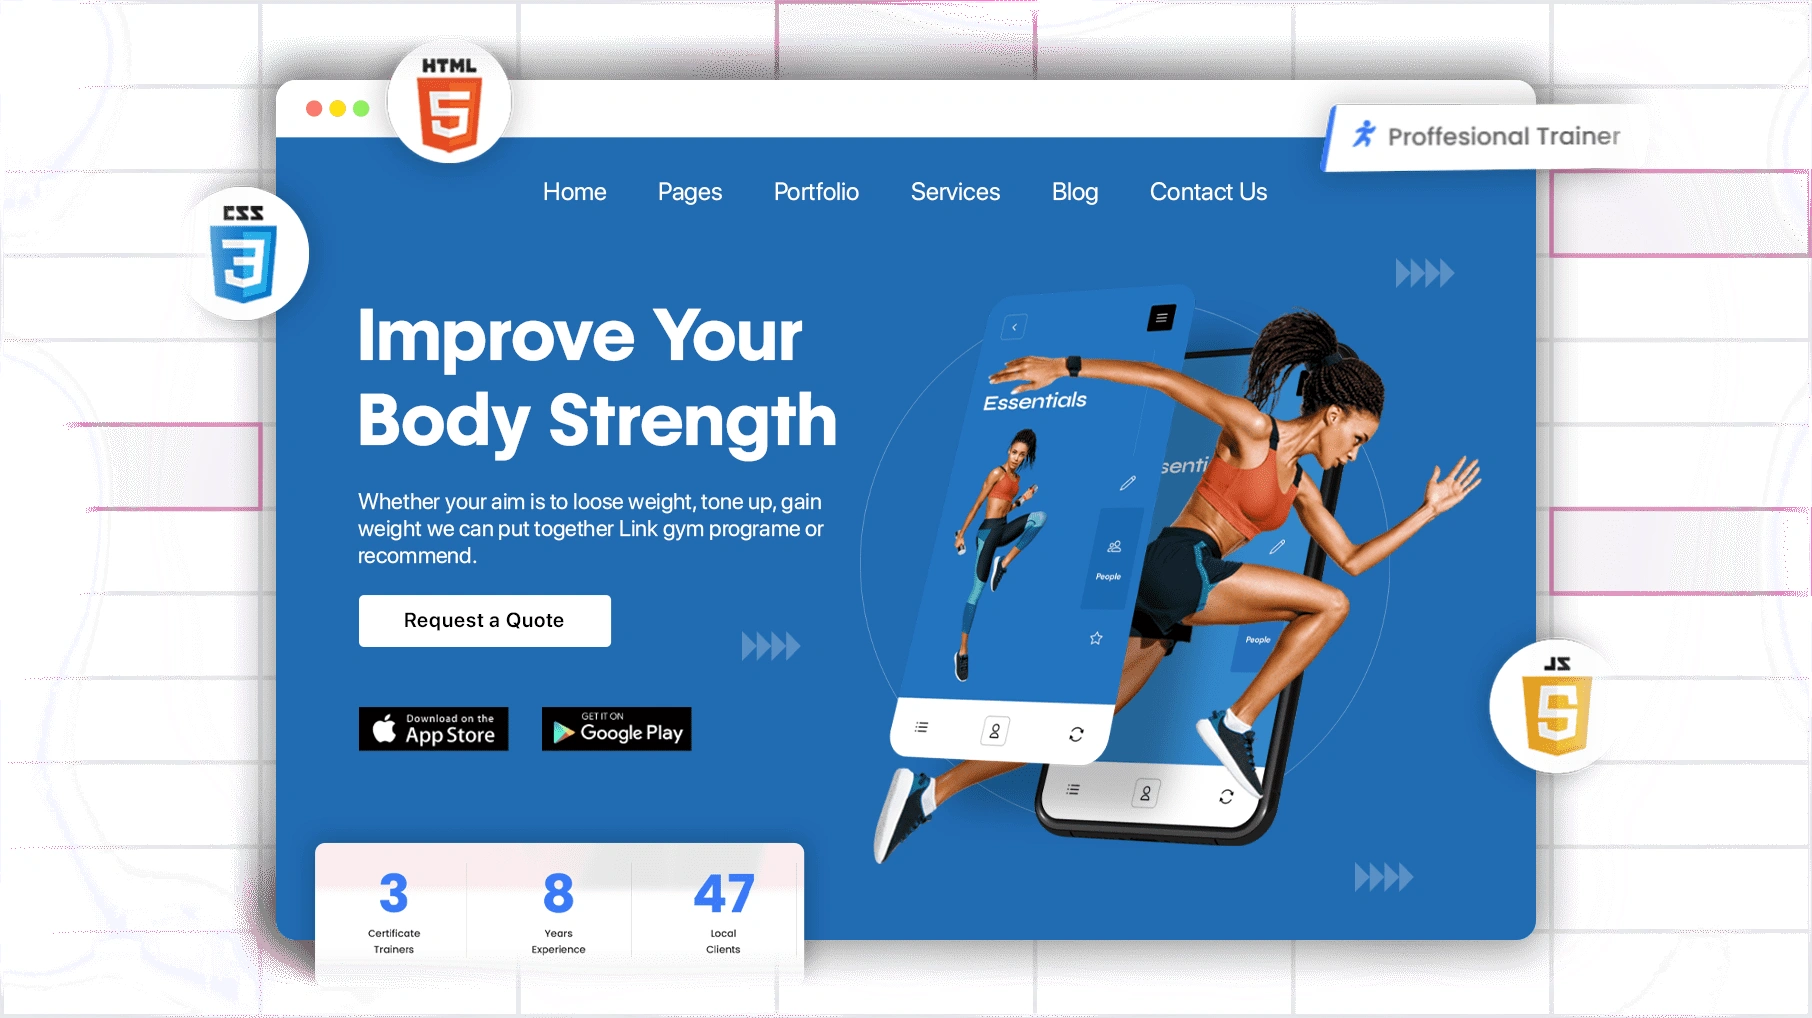 HTML
5
CSS
3
Proffesional Trainer
Home Pages Portfolio Services Blog Contact Us
Improve Your
Body Strength
Whether your aim is to loose weight, tone up, gain
weight we can put together Link gym programe or
recommend.
Request a Quote
Download on the
App Store
GET IT ON
Google Play
Essentials
People
ssenti
People
JS
5
3
Certificate
Trainers
8
Years
Experience
47
Local
Clients